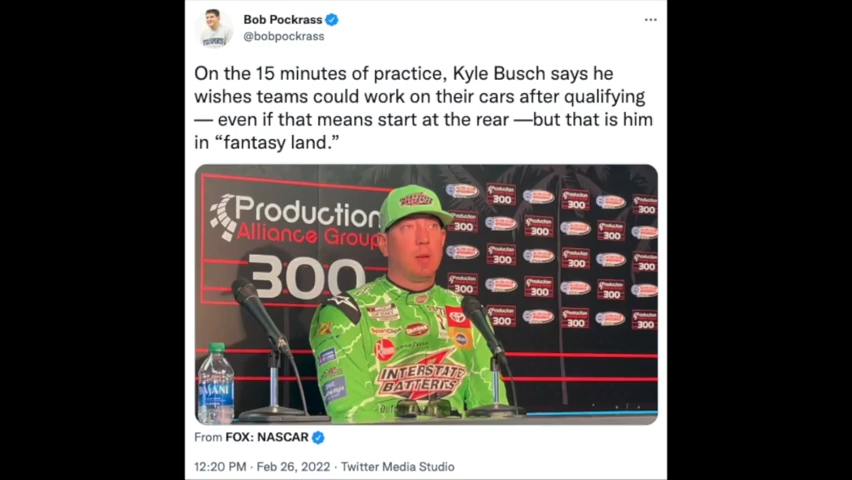 Bob Pockrass
@bobpockrass
On the 15 minutes of practice, Kyle Busch says he
wishes teams could work on their cars after qualifying
— even if that means start at the rear —but that is him
in “fantasy land.”
Production
Alliance Group
300
Production
300
INTERSTATE
BATTERIES
From FOX: NASCAR
12:20 PM · Feb 26, 2022 · Twitter Media Studio